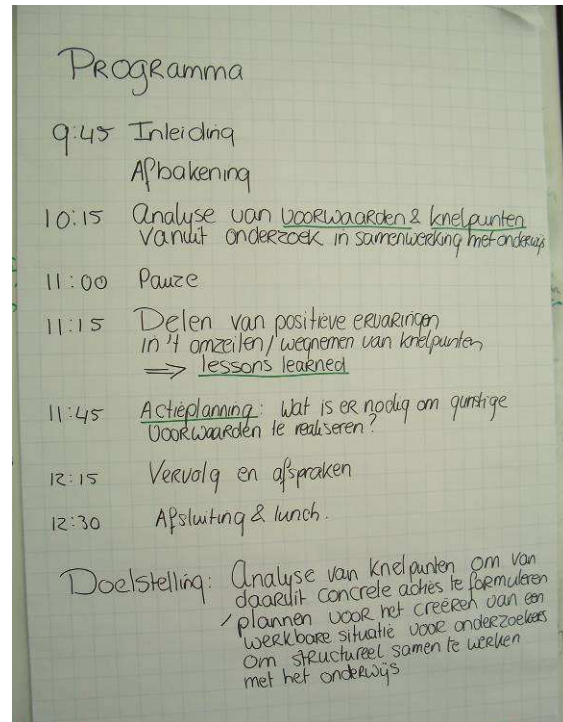 PROGRAMMA
9:45 Inleiding
Afbakening
10:15 Analyse van VOORWAARDEN & knelpunten
vanuit onderzoek in samenwerking met onderwijs
11:00 Pauze
11:15 Delen van positieve ervaringen
in 't omzeilen / wegnemen van knelpunten
⇒ lessons learned
11:45 Actieplanning: Wat is er nodig om gunstige
voorwaarden te realiseren?
12:15 Vervolg en afspraken
12:30 Afsluiting & lunch.
Doelstelling: Analyse van knelpunten om van
daaruit concrete acties te formuleren
/ plannen voor het creëren van een
werkbare situatie voor onderzoekers
om structureel samen te werken
met het onderwijs